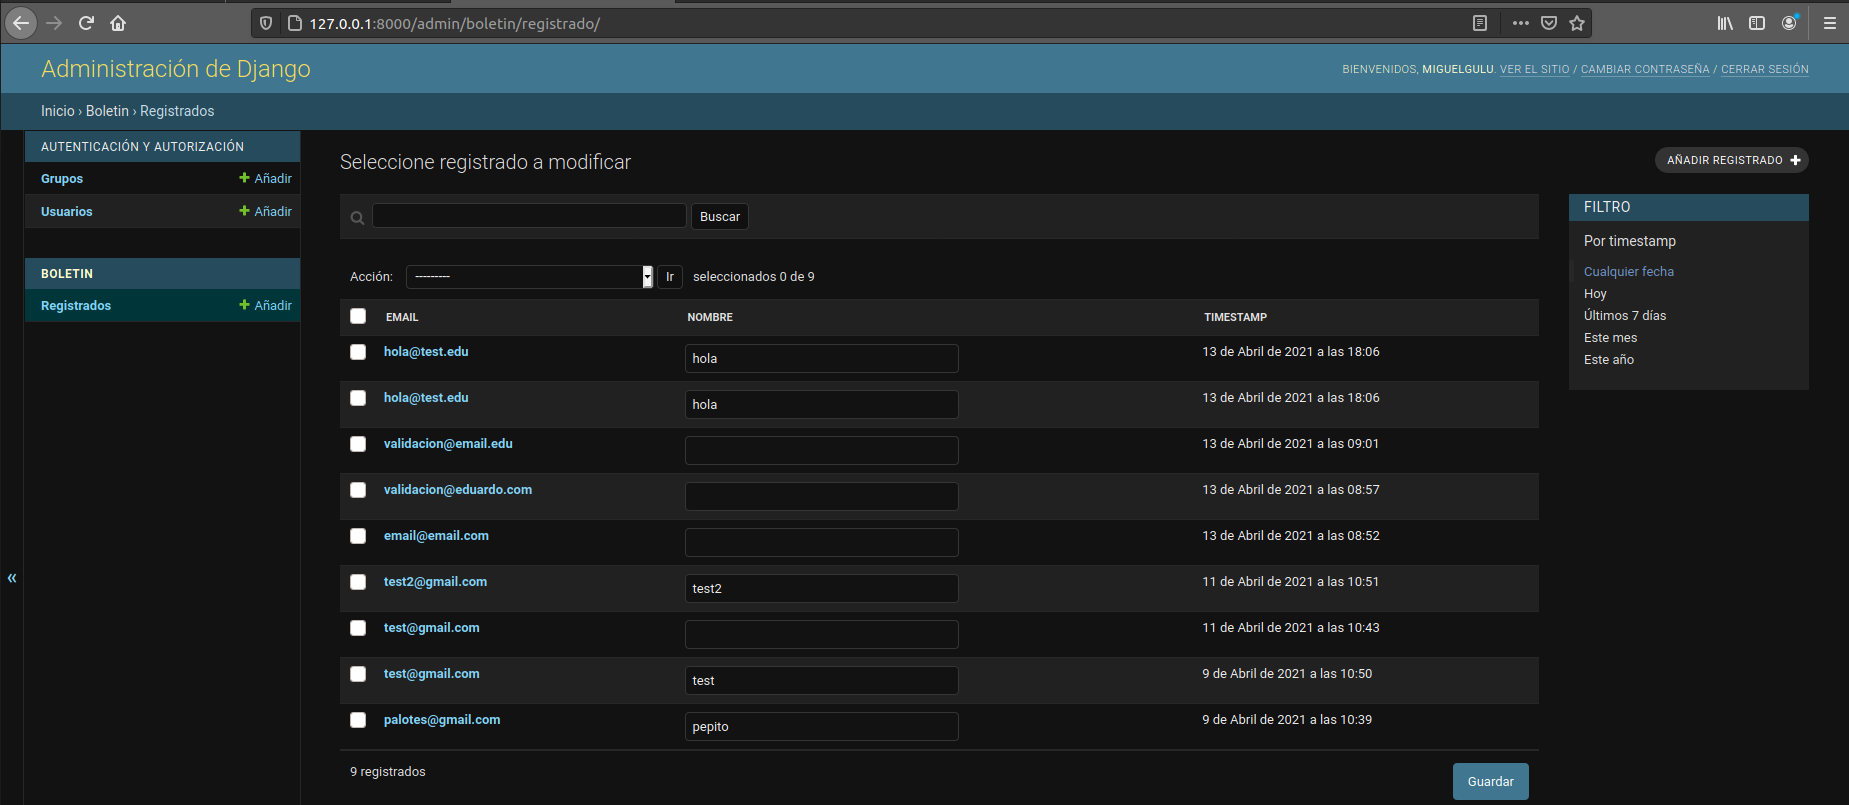 127.0.0.1:8000/admin/boletin/registrado/
Administración de Django
BIENVENIDOS, MIGUELGULU. VER EL SITIO / CAMBIAR CONTRASEÑA / CERRAR SESIÓN
Inicio › Boletin › Registrados
AUTENTICACIÓN Y AUTORIZACIÓN
Grupos + Añadir
Usuarios + Añadir
BOLETIN
Registrados + Añadir
«
Seleccione registrado a modificar
AÑADIR REGISTRADO +
Buscar
Acción: --------- Ir seleccionados 0 de 9
EMAIL NOMBRE TIMESTAMP
hola@test.edu hola 13 de Abril de 2021 a las 18:06
hola@test.edu hola 13 de Abril de 2021 a las 18:06
validacion@email.edu 13 de Abril de 2021 a las 09:01
validacion@eduardo.com 13 de Abril de 2021 a las 08:57
email@email.com 13 de Abril de 2021 a las 08:52
test2@gmail.com test2 11 de Abril de 2021 a las 10:51
test@gmail.com 11 de Abril de 2021 a las 10:43
test@gmail.com test 9 de Abril de 2021 a las 10:50
palotes@gmail.com pepito 9 de Abril de 2021 a las 10:39
9 registrados
Guardar
FILTRO
Por timestamp
Cualquier fecha
Hoy
Últimos 7 días
Este mes
Este año